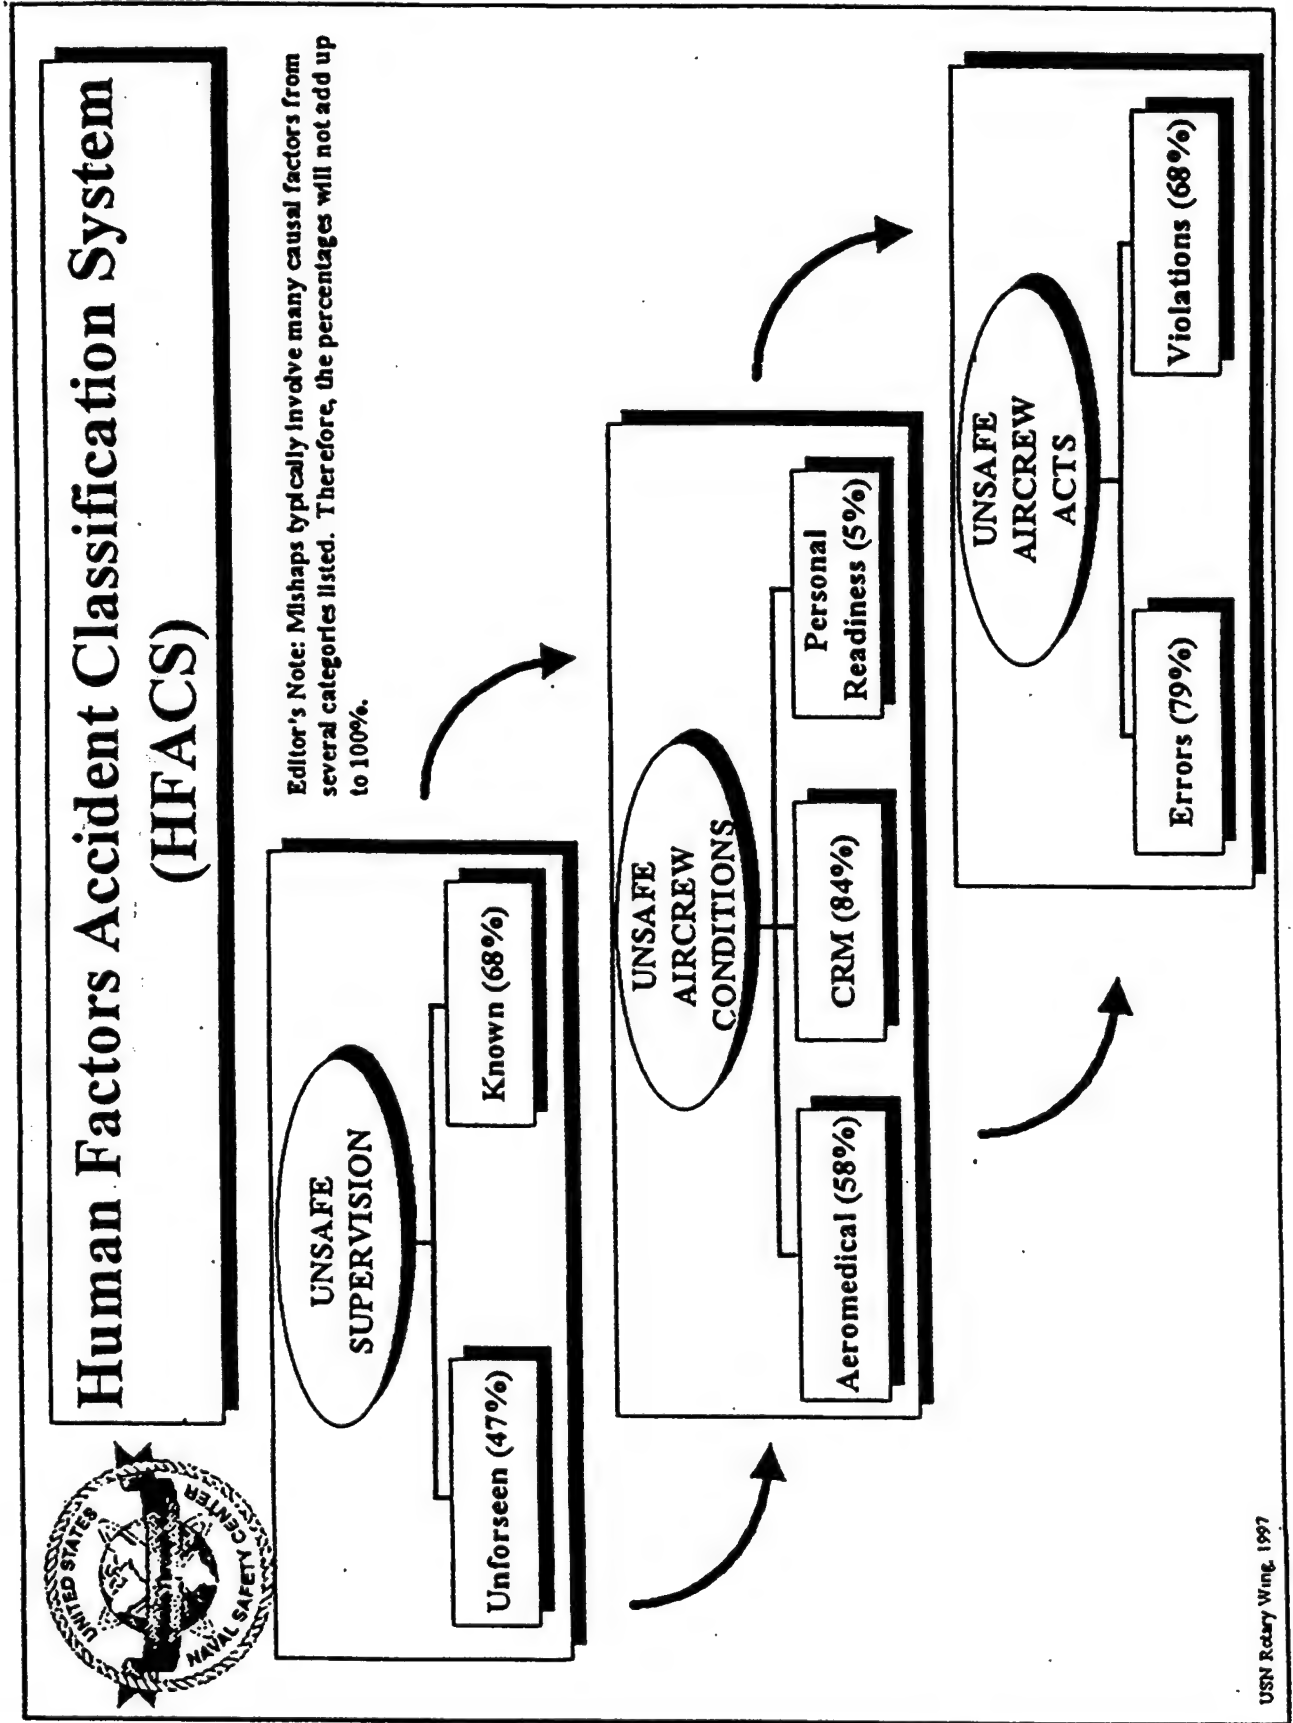 UNITED STATES
NAVAL SAFETY CENTER
Human Factors Accident Classification System
(HFACS)
Editor's Note: Mishaps typically involve many causal factors from
several categories listed. Therefore, the percentages will not add up
to 100%.
UNSAFE
SUPERVISION
Unforseen (47%)
Known (68%)
UNSAFE
AIRCREW
CONDITIONS
Aeromedical (58%)
CRM (84%)
Personal
Readiness (5%)
UNSAFE
AIRCREW
ACTS
Errors (79%)
Violations (68%)
USN Rotary Wing, 1997